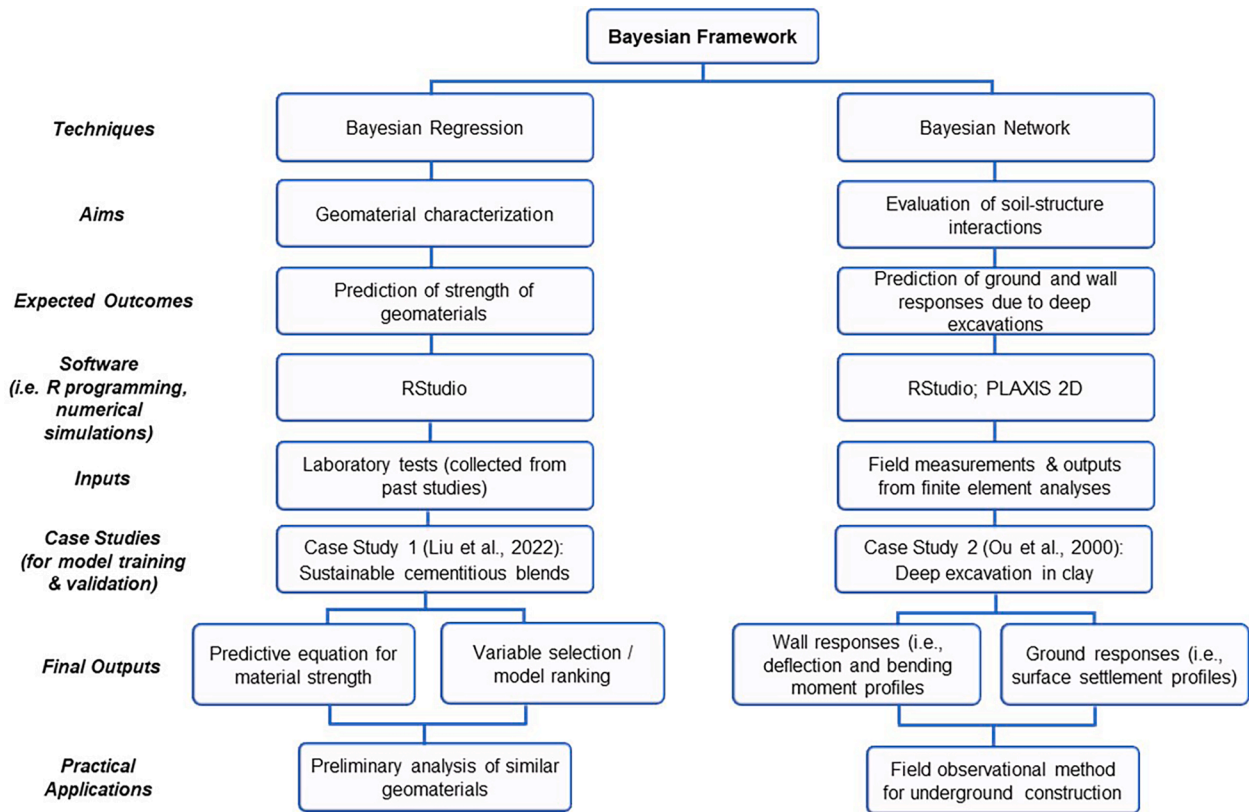 Bayesian Framework
Techniques
Bayesian Regression
Bayesian Network
Aims
Geomaterial characterization
Evaluation of soil-structure
interactions
Expected Outcomes
Prediction of strength of
geomaterials
Prediction of ground and wall
responses due to deep
excavations
Software
(i.e. R programming,
numerical
simulations)
RStudio
RStudio; PLAXIS 2D
Inputs
Laboratory tests (collected from
past studies)
Field measurements & outputs
from finite element analyses
Case Studies
(for model training
& validation)
Case Study 1 (Liu et al., 2022):
Sustainable cementitious blends
Case Study 2 (Ou et al., 2000):
Deep excavation in clay
Final Outputs
Predictive equation for
material strength
Variable selection /
model ranking
Wall responses (i.e.,
deflection and bending
moment profiles
Ground responses (i.e.,
surface settlement profiles)
Practical
Applications
Preliminary analysis of similar
geomaterials
Field observational method
for underground construction